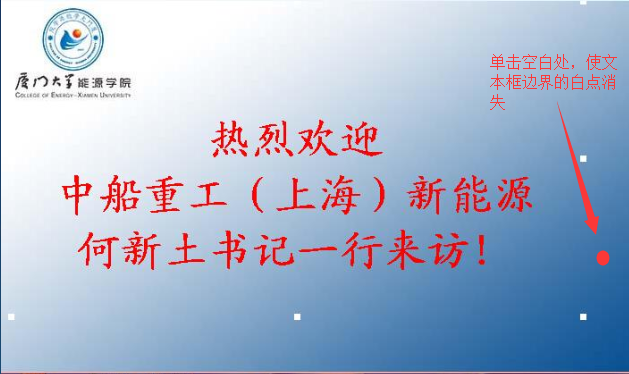 厦门大学能源学院
COLLEGE OF ENERGY-XIAMEN UNIVERSITY
单击空白处，使文
本框边界的白点消
失
热烈欢迎
中船重工（上海）新能源
何新土书记一行来访！